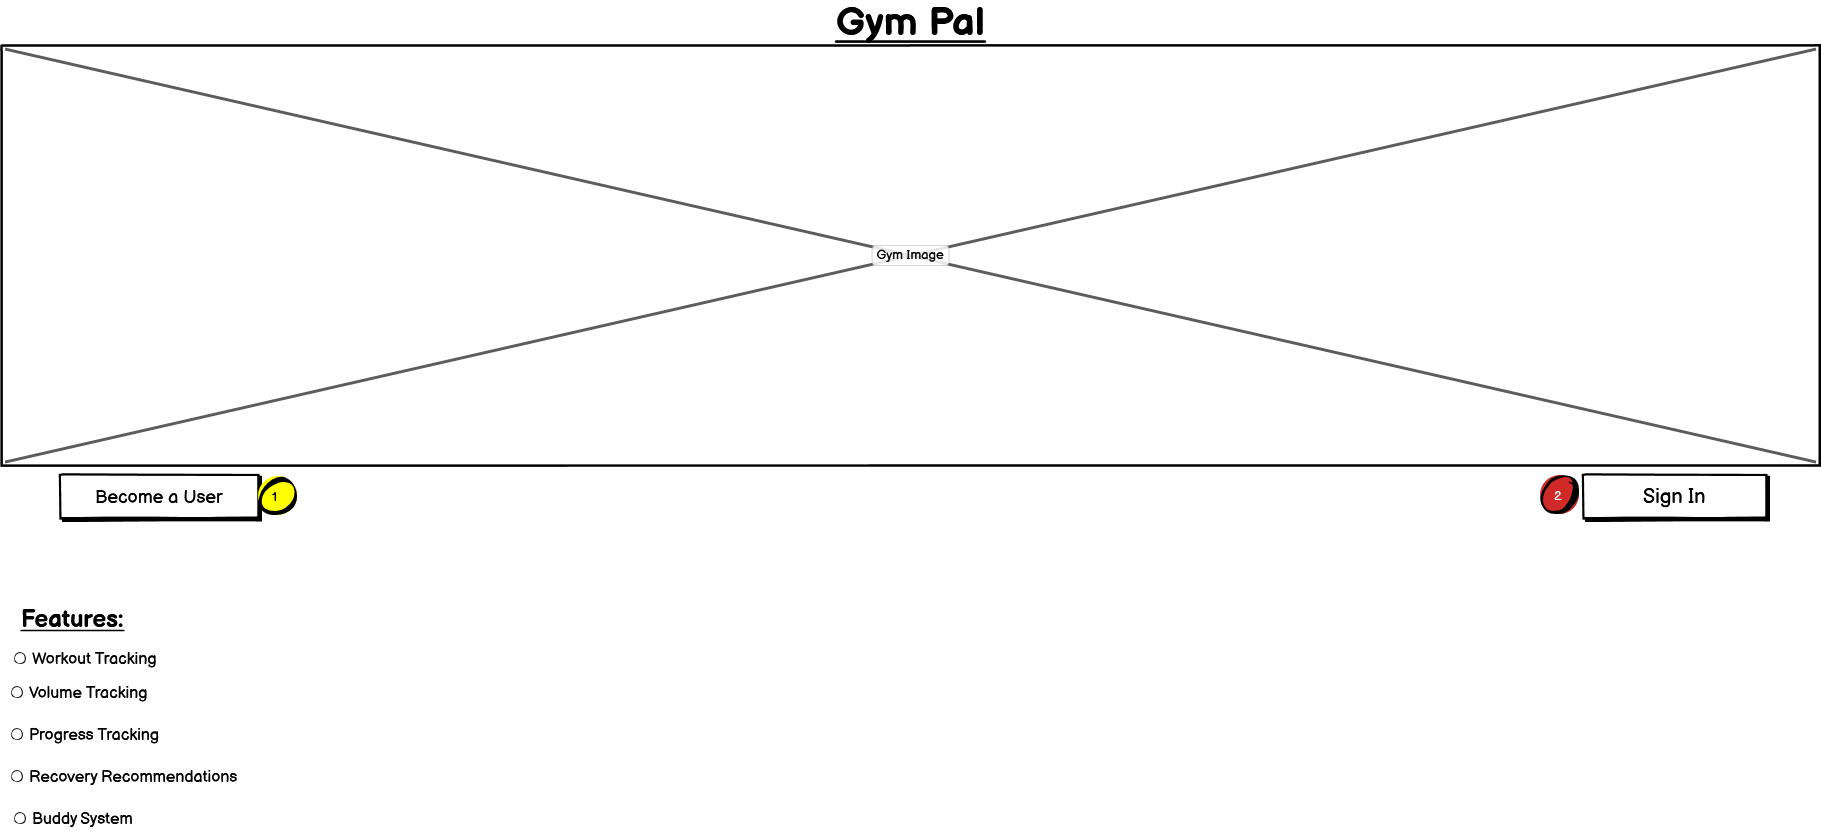 Gym Pal
Gym Image
Become a User
1
2
Sign In
Features:
Workout Tracking
Volume Tracking
Progress Tracking
Recovery Recommendations
Buddy System